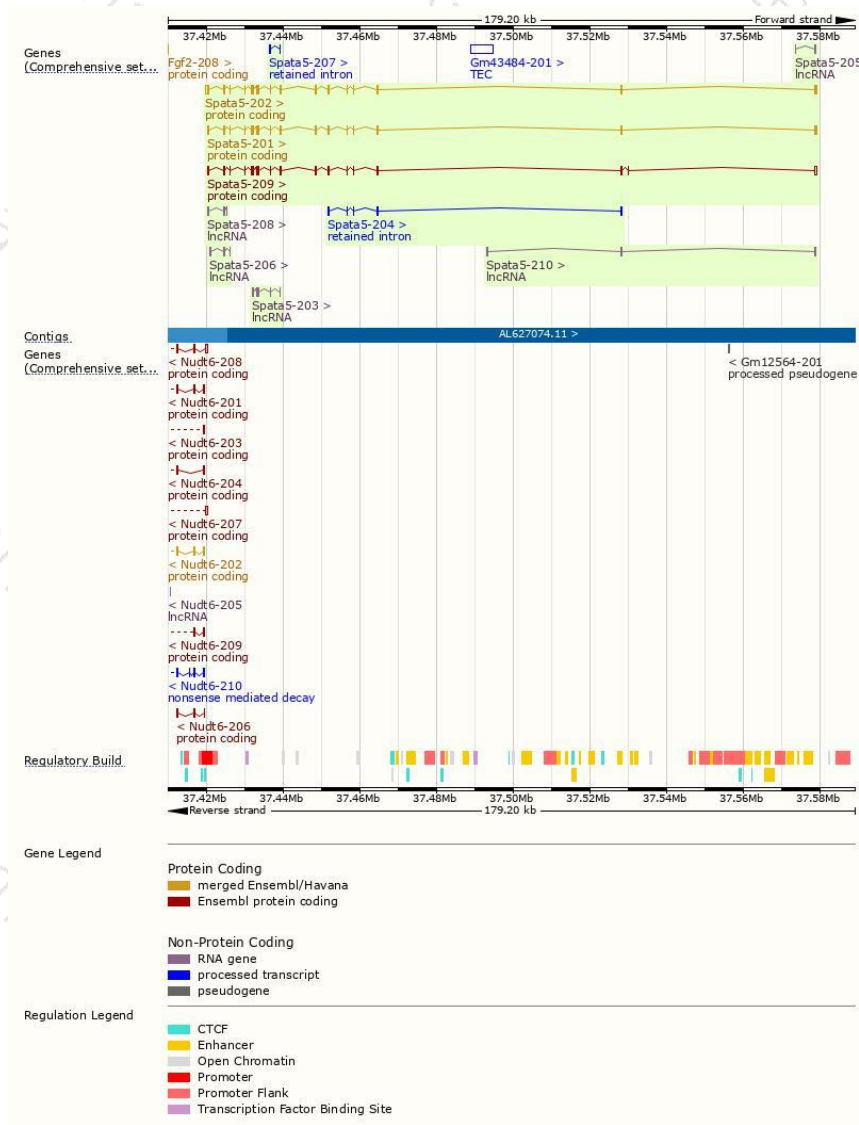 179.20 kb
Forward strand
37.42Mb 37.44Mb 37.46Mb 37.48Mb 37.50Mb 37.52Mb 37.54Mb 37.56Mb 37.58Mb
Genes
(Comprehensive set...
Fgf2-208 >
protein coding
Spata5-207 >
retained intron
Gm43484-201 >
TEC
Spata5-205
lncRNA
Spata5-202 >
protein coding
Spata5-201 >
protein coding
Spata5-209 >
protein coding
Spata5-208 >
lncRNA
Spata5-204 >
retained intron
Spata5-206 >
lncRNA
Spata5-210 >
lncRNA
Spata5-203 >
lncRNA
Contigs
AL627074.11 >
Genes
(Comprehensive set...
< Nudt6-208
protein coding
< Gm12564-201
processed pseudogene
< Nudt6-201
protein coding
< Nudt6-203
protein coding
< Nudt6-204
protein coding
< Nudt6-207
protein coding
< Nudt6-202
protein coding
< Nudt6-205
lncRNA
< Nudt6-209
protein coding
< Nudt6-210
nonsense mediated decay
< Nudt6-206
protein coding
Regulatory Build
37.42Mb 37.44Mb 37.46Mb 37.48Mb 37.50Mb 37.52Mb 37.54Mb 37.56Mb 37.58Mb
Reverse strand
179.20 kb
Gene Legend
Protein Coding
merged Ensembl/Havana
Ensembl protein coding
Non-Protein Coding
RNA gene
processed transcript
pseudogene
Regulation Legend
CTCF
Enhancer
Open Chromatin
Promoter
Promoter Flank
Transcription Factor Binding Site